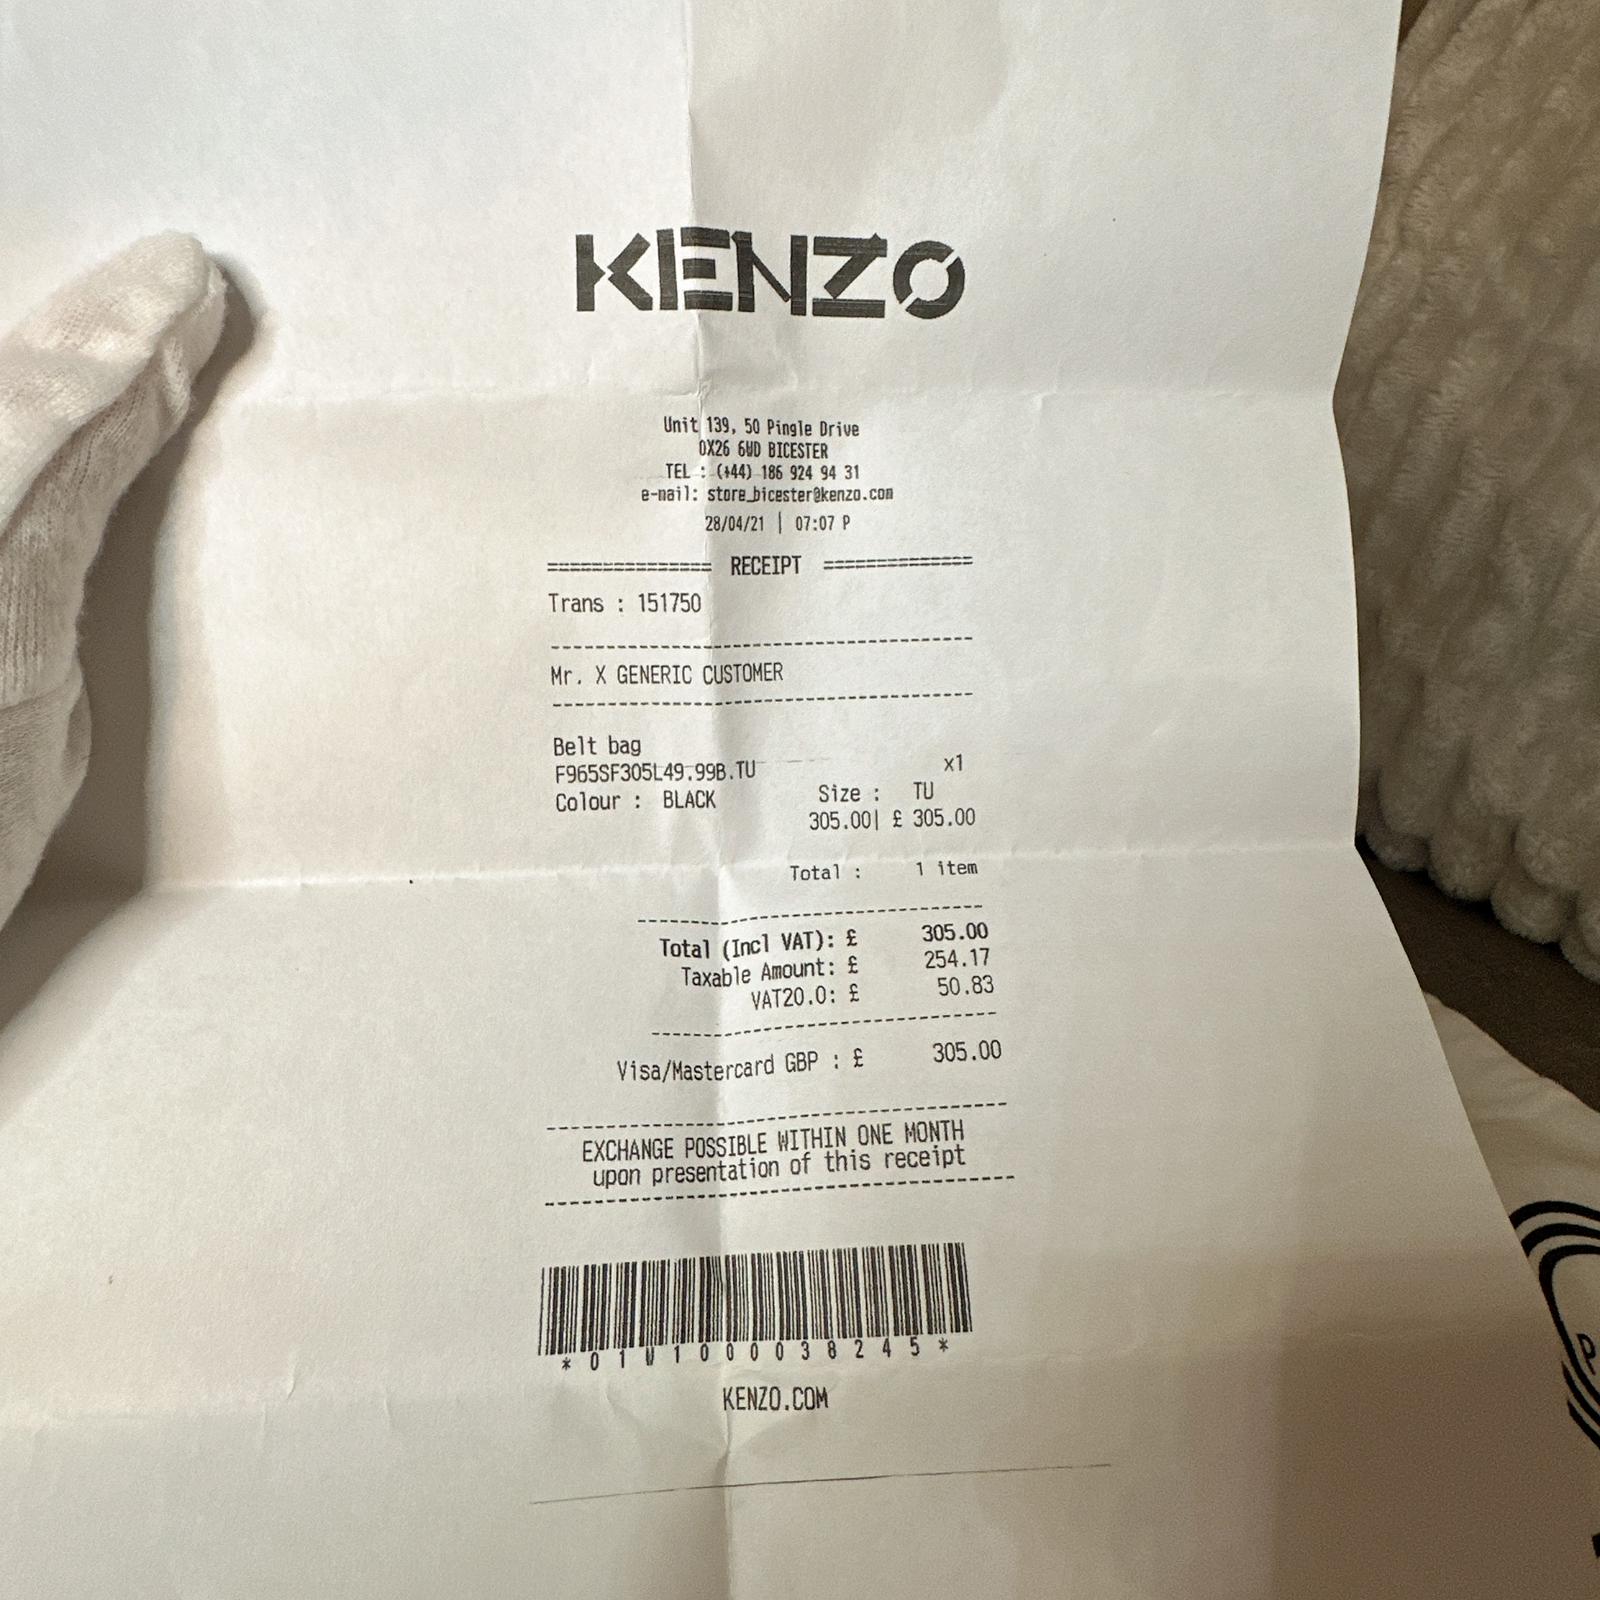 KENZO
Unit 139, 50 Pingle Drive
OX26 6WD BICESTER
TEL : (+44) 186 924 94 31
e-mail: store_bicester@kenzo.com
28/04/21 | 07:07 P
=============== RECEIPT ==============
Trans : 151750
Mr. X GENERIC CUSTOMER
Belt bag
F965SF305L49.99B.TU x1
Colour : BLACK Size : TU
305.00| £ 305.00
Total : 1 item
Total (Incl VAT): £ 305.00
Taxable Amount: £ 254.17
VAT20.0: £ 50.83
Visa/Mastercard GBP : £ 305.00
EXCHANGE POSSIBLE WITHIN ONE MONTH
upon presentation of this receipt
*01W1000038245*
KENZO.COM